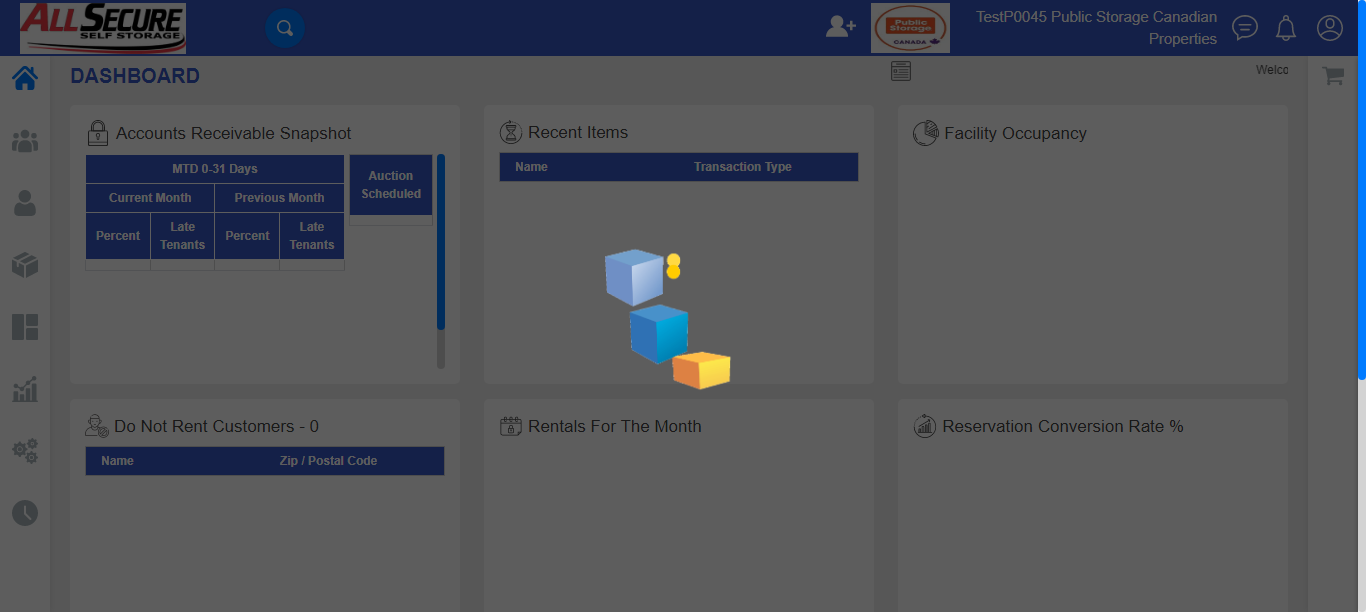 ALLSECURE
SELF STORAGE
Public
Storage
CANADA
TestP0045 Public Storage Canadian
Properties
DASHBOARD
Welco
Accounts Receivable Snapshot
MTD 0-31 Days
Current Month
Previous Month
Percent
Late
Tenants
Percent
Late
Tenants
Auction
Scheduled
Recent Items
Name
Transaction Type
Facility Occupancy
Do Not Rent Customers - 0
Name
Zip / Postal Code
Rentals For The Month
Reservation Conversion Rate %